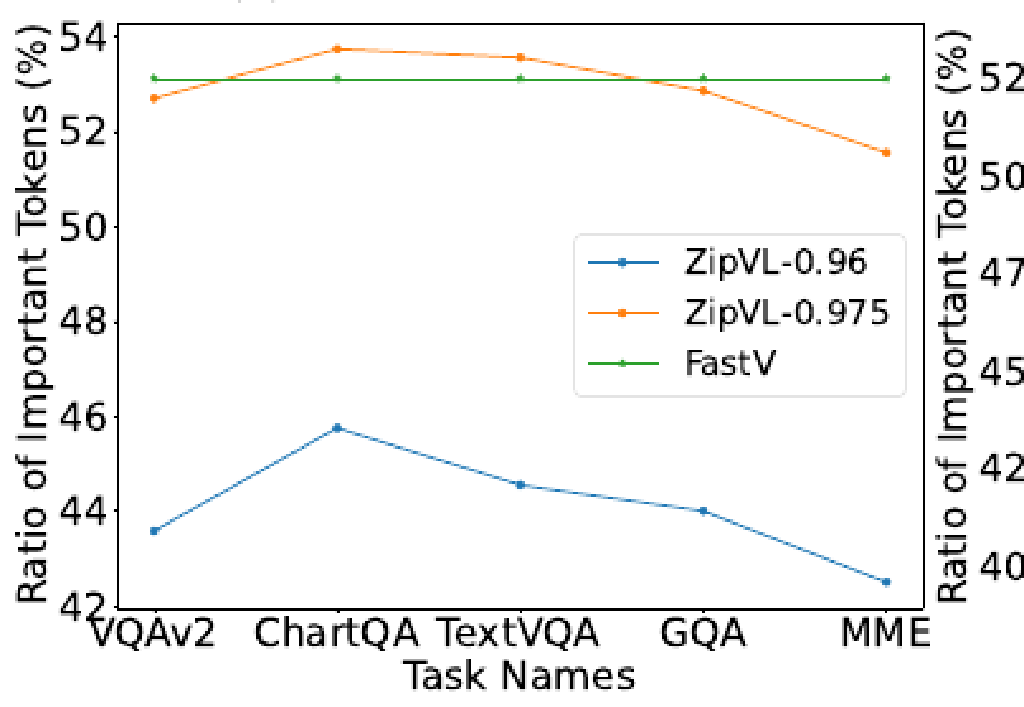 Ratio of Important Tokens (%)
54
52
50
48
46
44
42
ZipVL-0.96
ZipVL-0.975
FastV
VQAv2 ChartQA TextVQA GQA MME
Task Names
Ratio of Important Tokens (%)
52
50
47
45
42
40